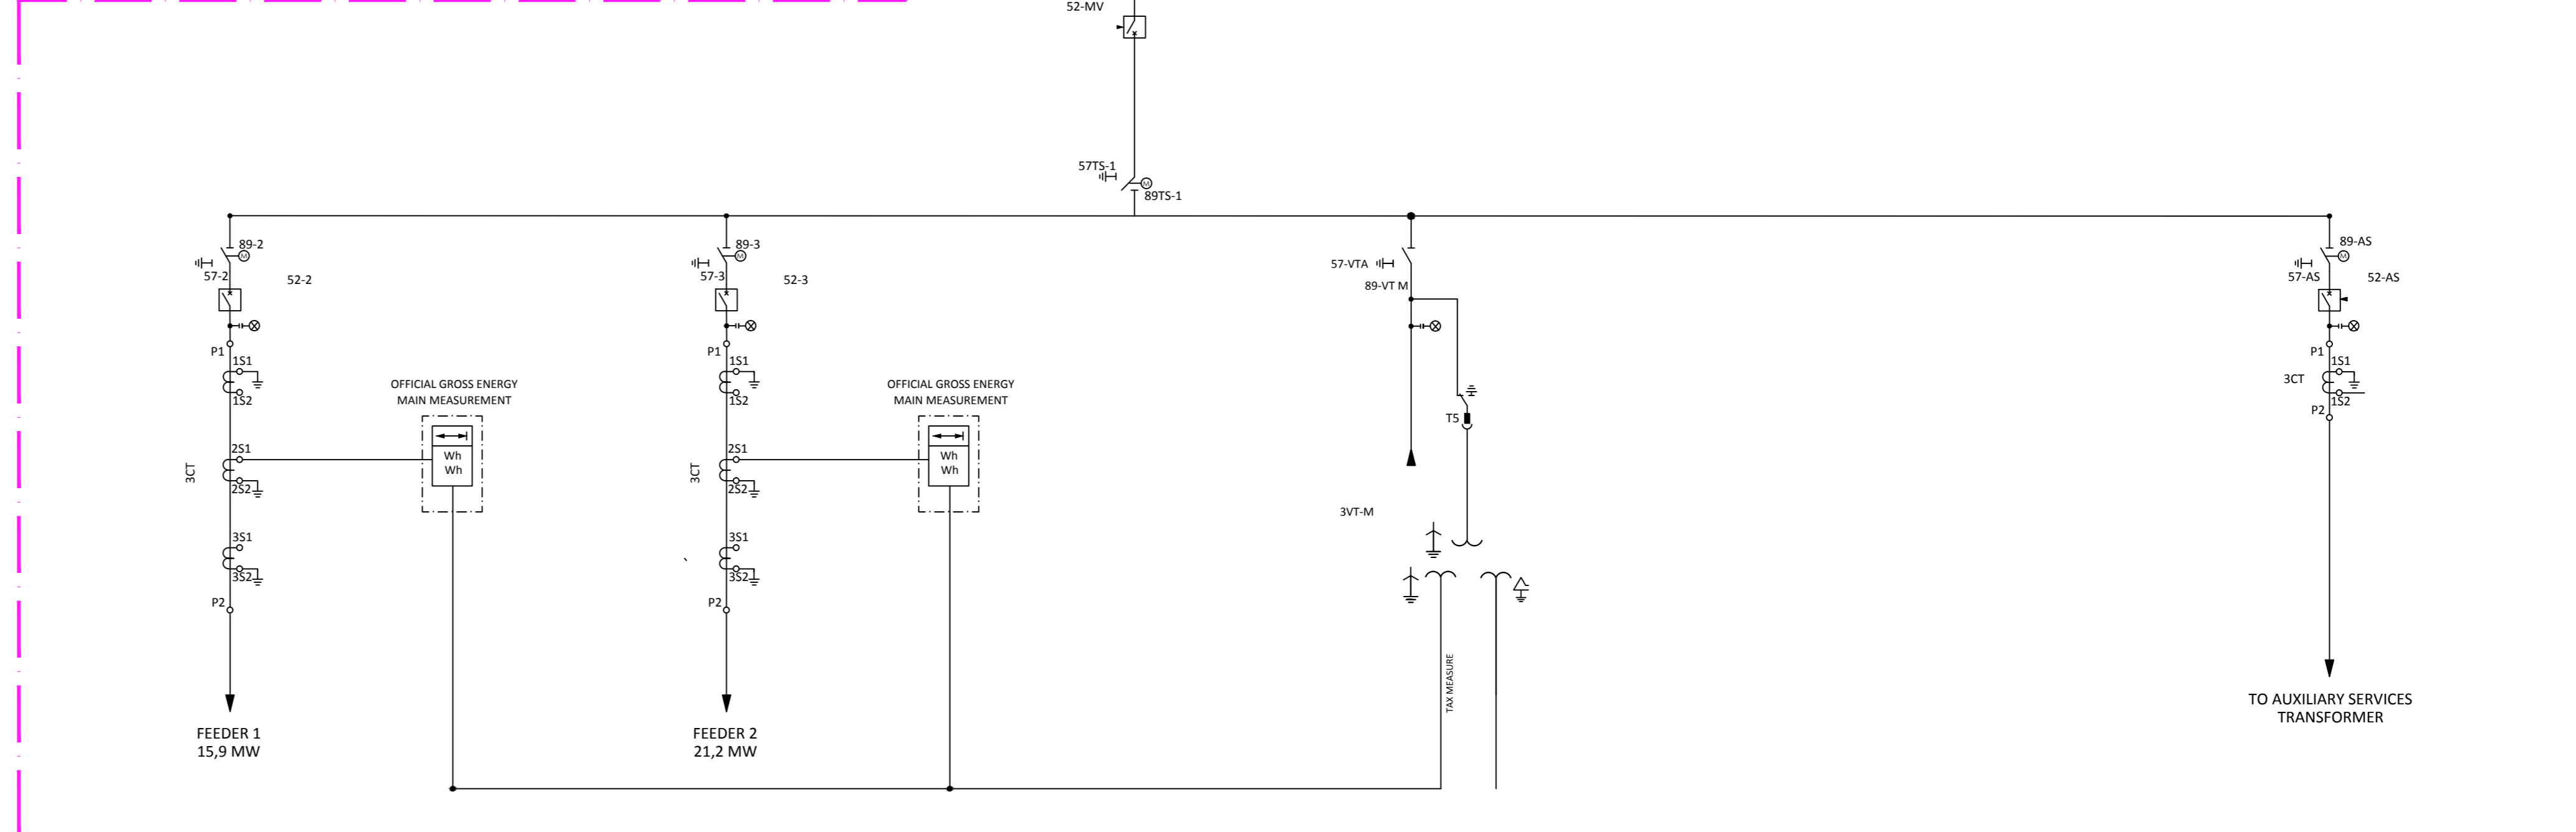 52-MV
57TS-1
M
89TS-1
89-2
M
57-2
52-2
89-3
M
57-3
52-3
57-VTA
89-VT M
89-AS
M
57-AS
52-AS
P1
1S1
1S2
P1
1S1
1S2
P1
1S1
3CT
1S2
P2
OFFICIAL GROSS ENERGY
MAIN MEASUREMENT
OFFICIAL GROSS ENERGY
MAIN MEASUREMENT
T5
2S1
Wh
Wh
3CT
2S2
2S1
Wh
Wh
3CT
2S2
3VT-M
3S1
3S2
P2
3S1
3S2
P2
TAX MEASURE
FEEDER 1
15,9 MW
FEEDER 2
21,2 MW
TO AUXILIARY SERVICES
TRANSFORMER